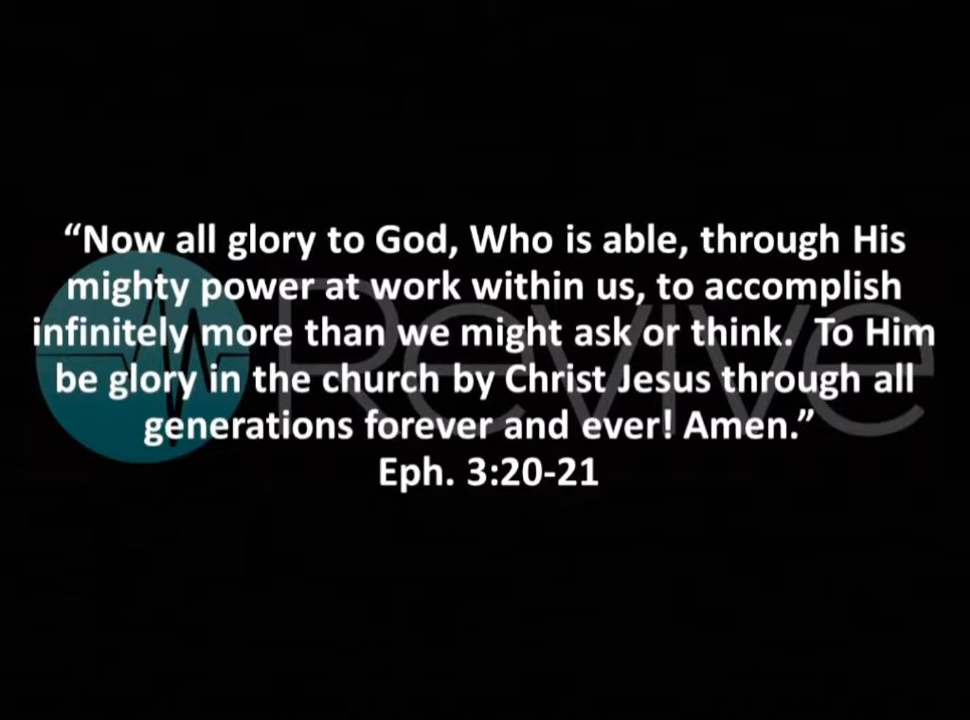 “Now all glory to God, Who is able, through His
mighty power at work within us, to accomplish
infinitely more than we might ask or think.  To Him
be glory in the church by Christ Jesus through all
generations forever and ever! Amen.”
Eph. 3:20-21
Revive